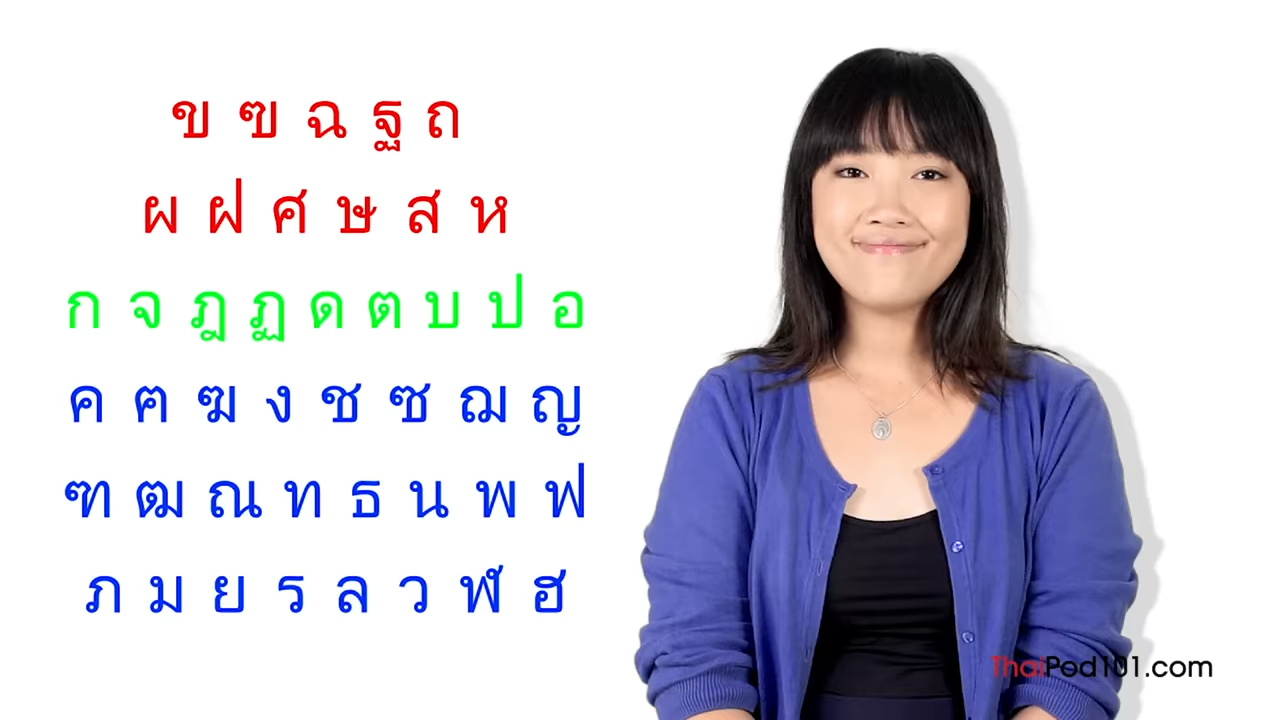 ข ฃ ฉ ฐ ถ
ผ ฝ ศ ษ ส ห
ก จ ฎ ฏ ด ต บ ป อ
ค ฅ ฆ ง ช ซ ฌ ญ
ฑ ฒ ณ ท ธ น พ ฟ
ภ ม ย ร ล ว ฬ ฮ
ThaiPod101.com